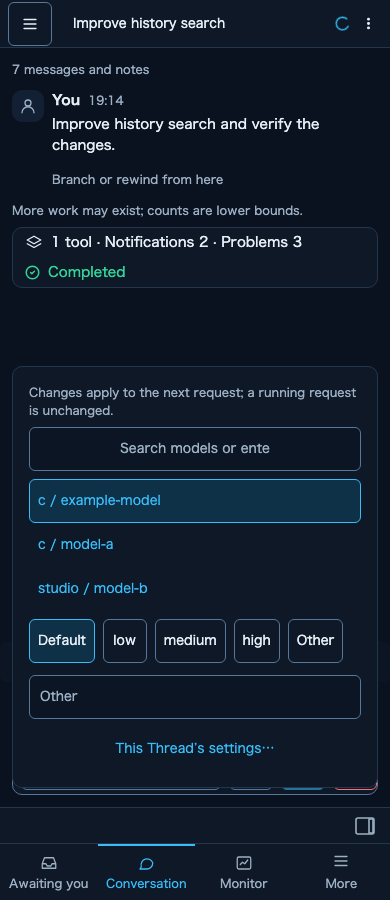 Improve history search
7 messages and notes
You 19:14
Improve history search and verify the
changes.
Branch or rewind from here
More work may exist; counts are lower bounds.
1 tool · Notifications 2 · Problems 3
Completed
Changes apply to the next request; a running request
is unchanged.
Search models or ente
c / example-model
c / model-a
studio / model-b
Default low medium high Other
Other
This Thread's settings…
Awaiting you Conversation Monitor More